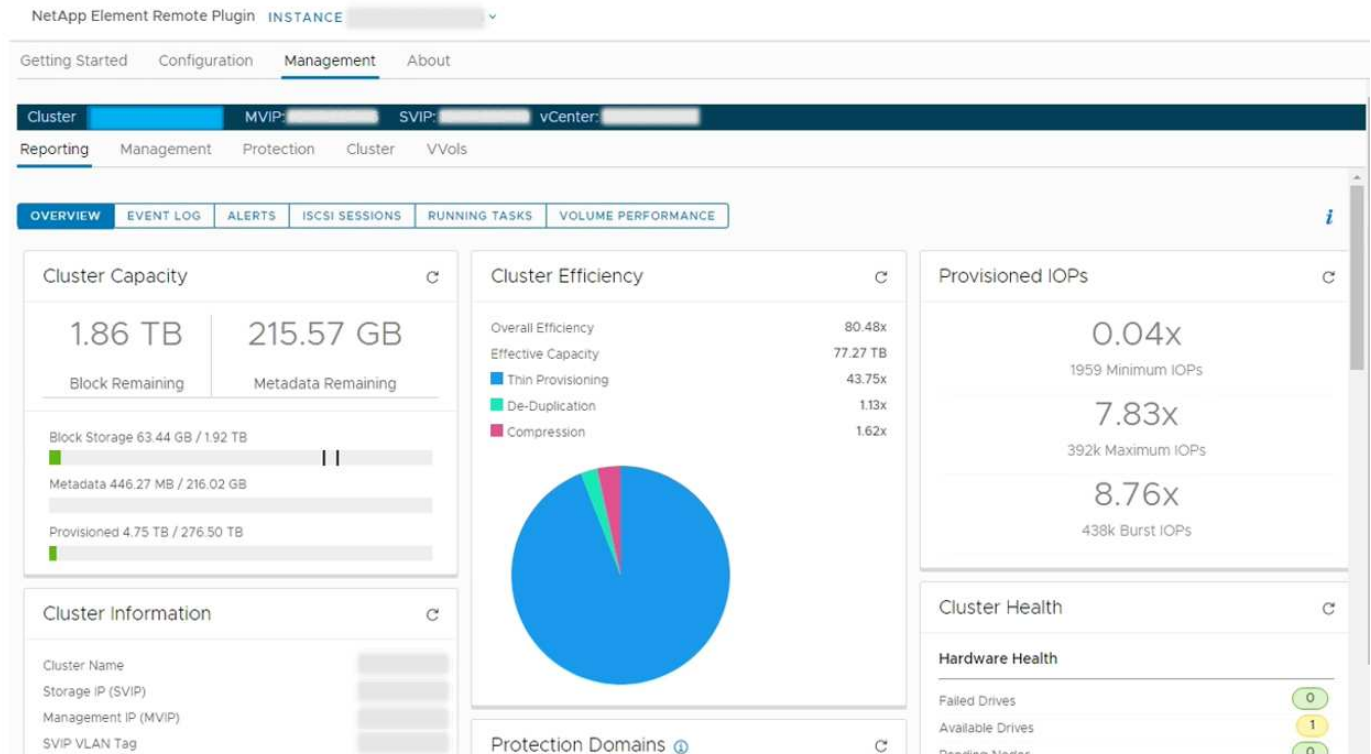 NetApp Element Remote Plugin INSTANCE
Getting Started Configuration Management About
Cluster MVIP: SVIP: vCenter:
Reporting Management Protection Cluster VVols
OVERVIEW EVENT LOG ALERTS ISCSI SESSIONS RUNNING TASKS VOLUME PERFORMANCE
i
Cluster Capacity
1.86 TB 215.57 GB
Block Remaining Metadata Remaining
Block Storage 63.44 GB / 1.92 TB
Metadata 446.27 MB / 216.02 GB
Provisioned 4.75 TB / 276.50 TB
Cluster Efficiency
Overall Efficiency 80.48x
Effective Capacity 77.27 TB
Thin Provisioning 43.75x
De-Duplication 1.13x
Compression 1.62x
Provisioned IOPs
0.04x
1959 Minimum IOPs
7.83x
392k Maximum IOPs
8.76x
438k Burst IOPs
Cluster Information
Cluster Name
Storage IP (SVIP)
Management IP (MVIP)
SVIP VLAN Tag
Protection Domains
Cluster Health
Hardware Health
Failed Drives 0
Available Drives 1
Pending Nodes 0